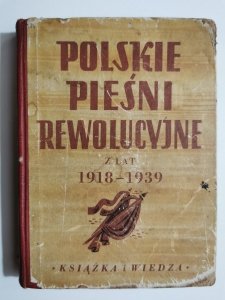 POLSKIE
PIEŚNI
REWOLUCYJNE
Z LAT
1918-1939
• KSIĄŻKA I WIEDZA •